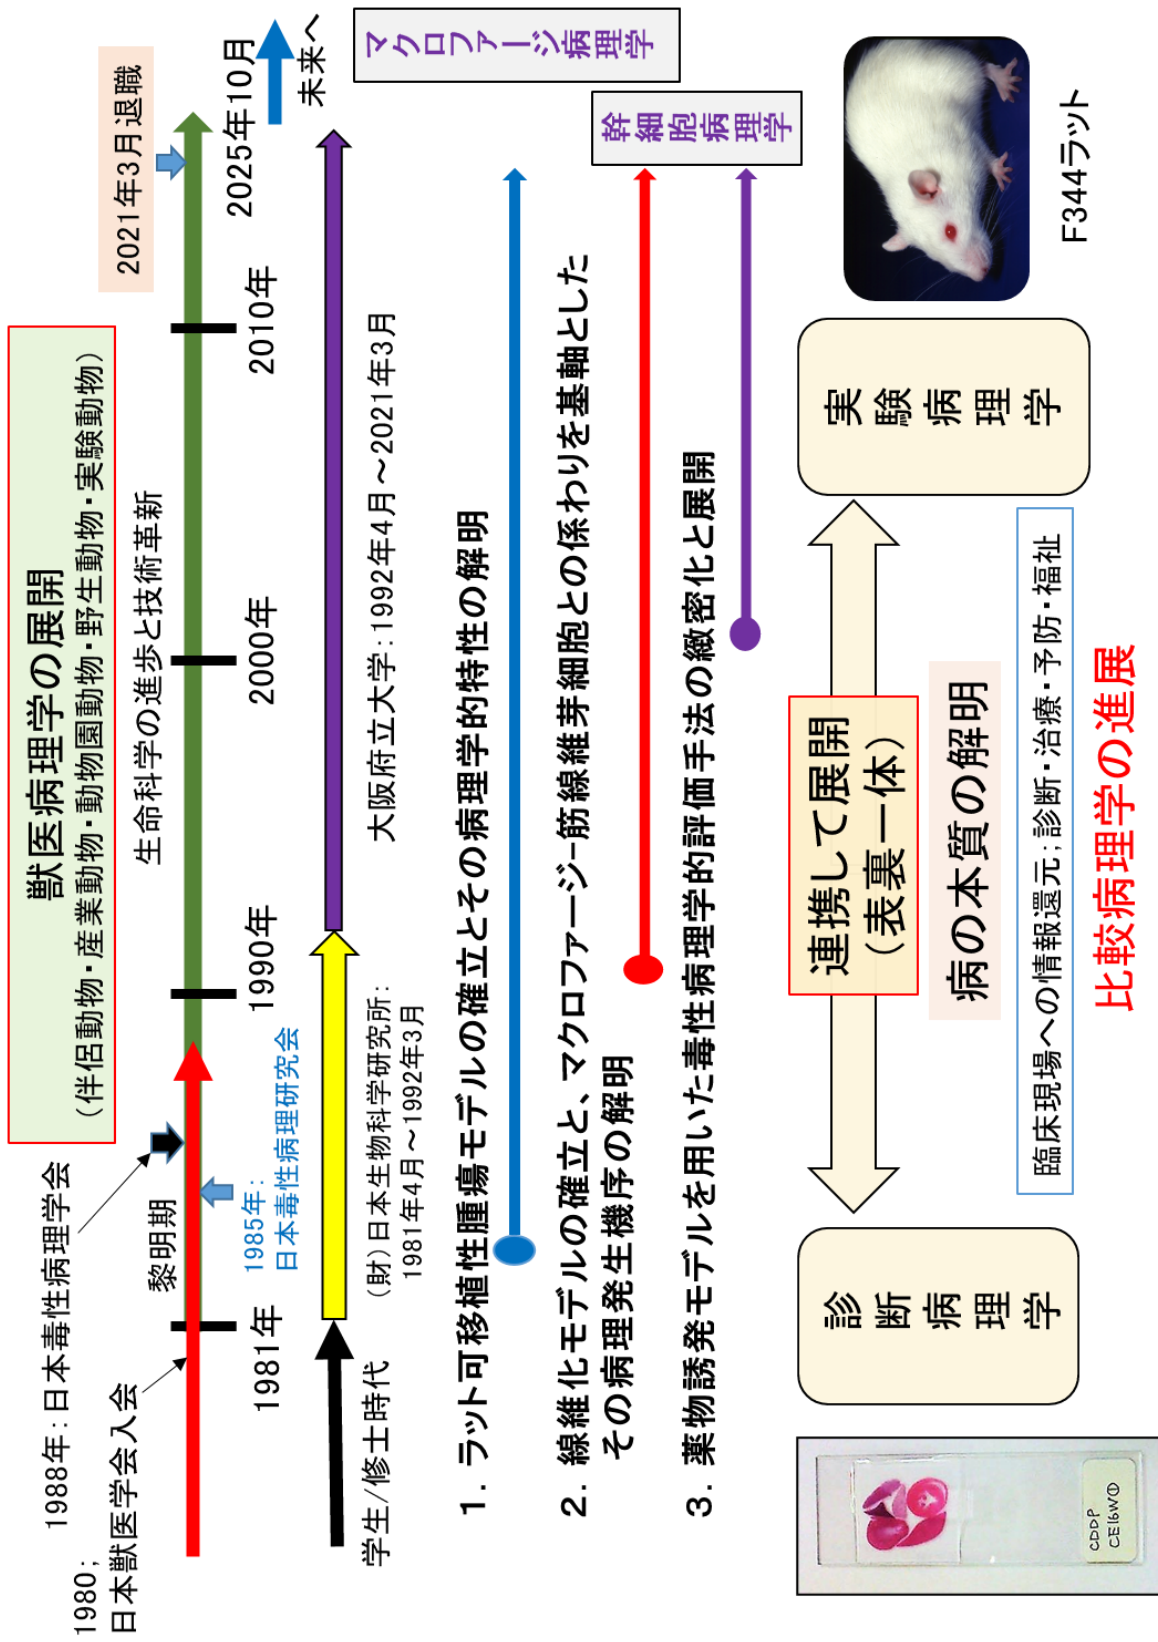 獣医病理学の展開
(伴侶動物・産業動物・動物園動物・野生動物・実験動物)
1988年:日本毒性病理学会
2021年3月退職
1980;
日本獣医学会入会
黎明期
生命科学の進歩と技術革新
1981年
1990年
2000年
2010年
2025年10月
1985年:
日本毒性病理研究会
未来へ
学生/修士時代
(財)日本生物科学研究所:
1981年4月〜1992年3月
大阪府立大学:1992年4月〜2021年3月
マクロファージ病理学
1. ラット可移植性腫瘍モデルの確立とその病理学的特性の解明
2. 線維化モデルの確立と、マクロファージ-筋線維芽細胞との係わりを基軸とした
その病理発生機序の解明
幹細胞病理学
3. 薬物誘発モデルを用いた毒性病理学的評価手法の緻密化と展開
診断病理学
連携して展開
(表裏一体)
実験病理学
病の本質の解明
臨床現場への情報還元;診断・治療・予防・福祉
比較病理学の進展
F344ラット
CDDP
CE16W①